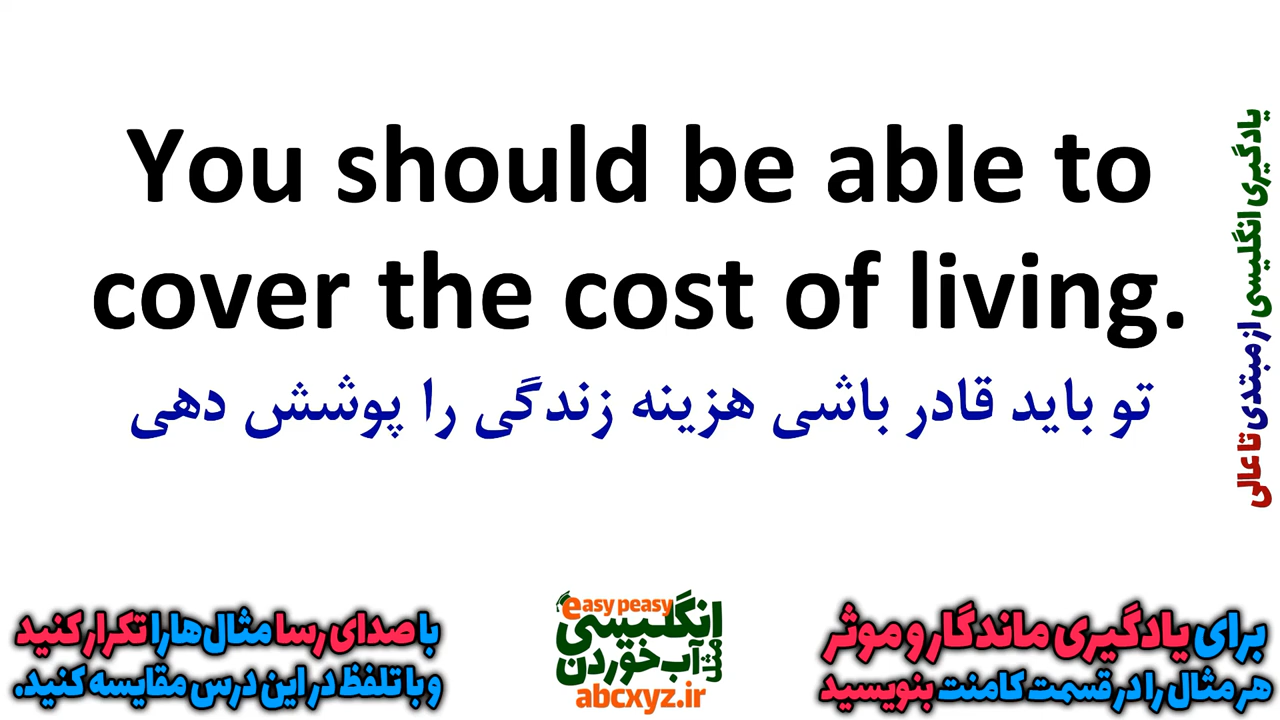 You should be able to
cover the cost of living.
تو باید قادر باشی هزینه زندگی را پوشش دهی
یادگیری انگلیسی از مبتدی تا عالی
برای یادگیری ماندگار و موثر
هر مثال را در قسمت کامنت بنویسید
easy peasy
انگلیسی
مثل آب خوردن
abcxyz.ir
با صدای رسا مثال‌ها را تکرار کنید
و با تلفظ در این درس مقایسه کنید.